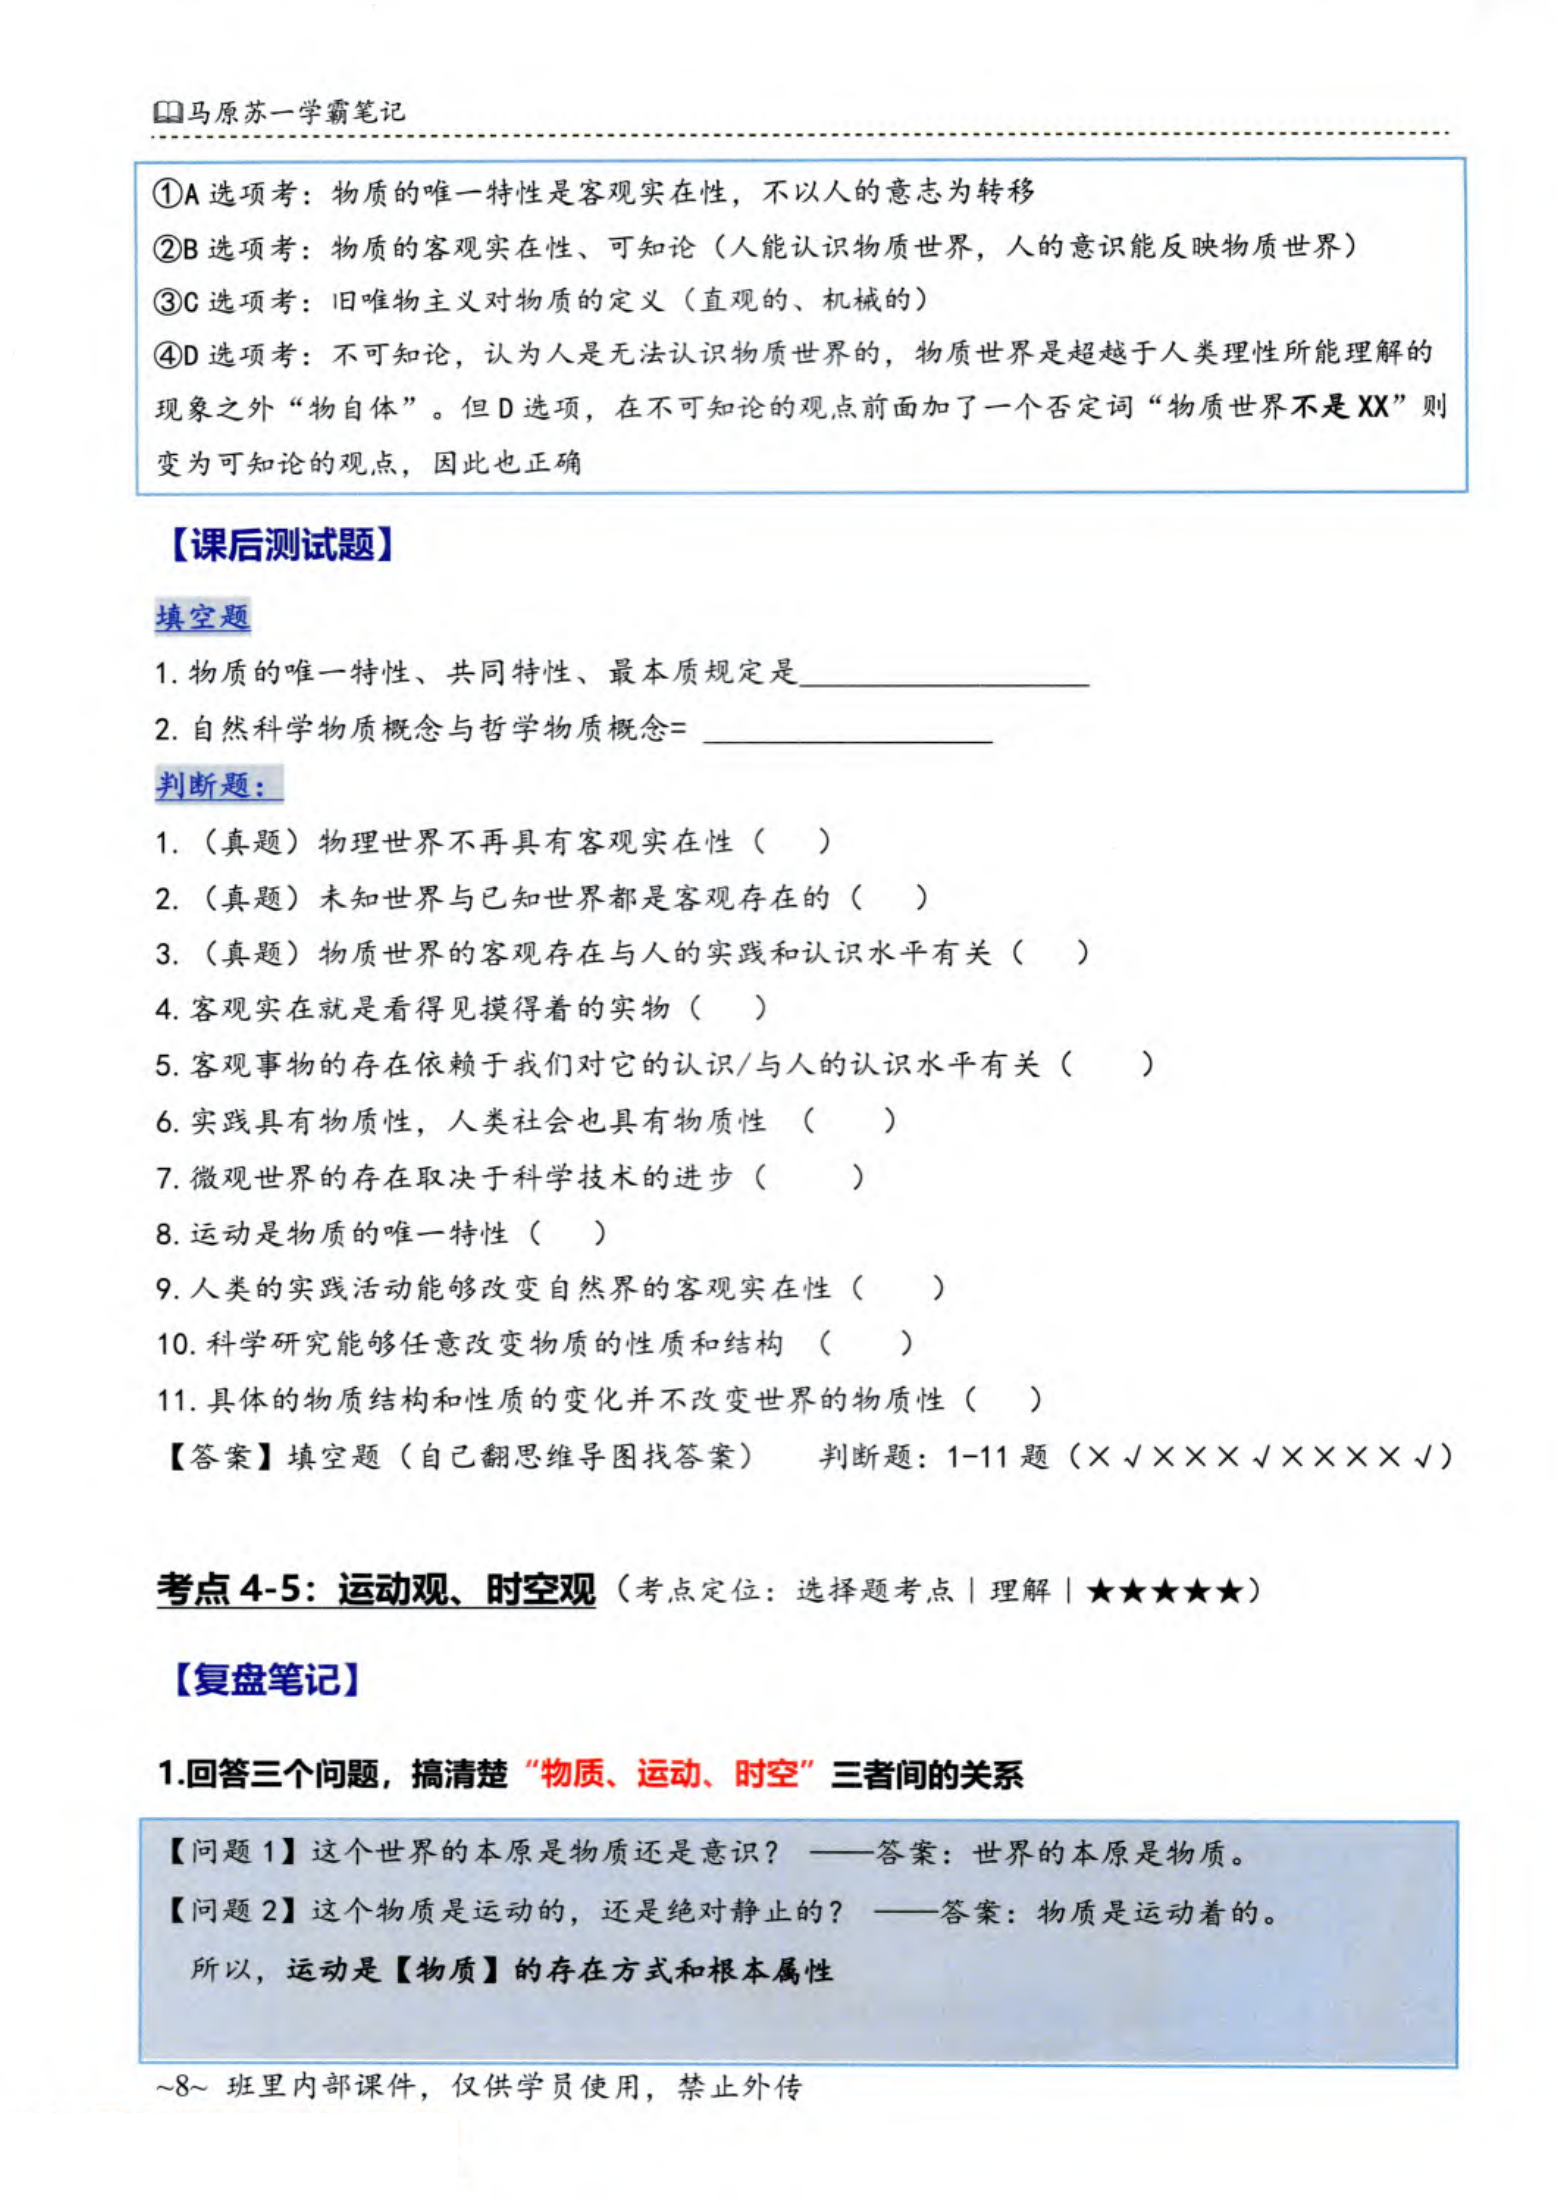 马原苏一学霸笔记
①A 选项考：物质的唯一特性是客观实在性，不以人的意志为转移
②B 选项考：物质的客观实在性、可知论（人能认识物质世界，人的意识能反映物质世界）
③C 选项考：旧唯物主义对物质的定义（直观的、机械的）
④D 选项考：不可知论，认为人是无法认识物质世界的，物质世界是超越于人类理性所能理解的
现象之外“物自体”。但 D 选项，在不可知论的观点前面加了一个否定词“物质世界不是 XX”则
变为可知论的观点，因此也正确
【课后测试题】
填空题
1. 物质的唯一特性、共同特性、最本质规定是__________________
2. 自然科学物质概念与哲学物质概念= __________________
判断题：
1. （真题）物理世界不再具有客观实在性（ ）
2. （真题）未知世界与已知世界都是客观存在的（ ）
3. （真题）物质世界的客观存在与人的实践和认识水平有关（ ）
4. 客观实在就是看得见摸得着的实物（ ）
5. 客观事物的存在依赖于我们对它的认识/与人的认识水平有关（ ）
6. 实践具有物质性，人类社会也具有物质性 （ ）
7. 微观世界的存在取决于科学技术的进步（ ）
8. 运动是物质的唯一特性（ ）
9. 人类的实践活动能够改变自然界的客观实在性（ ）
10. 科学研究能够任意改变物质的性质和结构 （ ）
11. 具体的物质结构和性质的变化并不改变世界的物质性（ ）
【答案】填空题（自己翻思维导图找答案） 判断题：1-11 题（×√×××√××××√）
考点 4-5：运动观、时空观（考点定位：选择题考点|理解|★★★★★）
【复盘笔记】
1.回答三个问题，搞清楚“物质、运动、时空”三者间的关系
【问题 1】这个世界的本原是物质还是意识？ ——答案：世界的本原是物质。
【问题 2】这个物质是运动的，还是绝对静止的？ ——答案：物质是运动着的。
所以，运动是【物质】的存在方式和根本属性
~8~ 班里内部课件，仅供学员使用，禁止外传